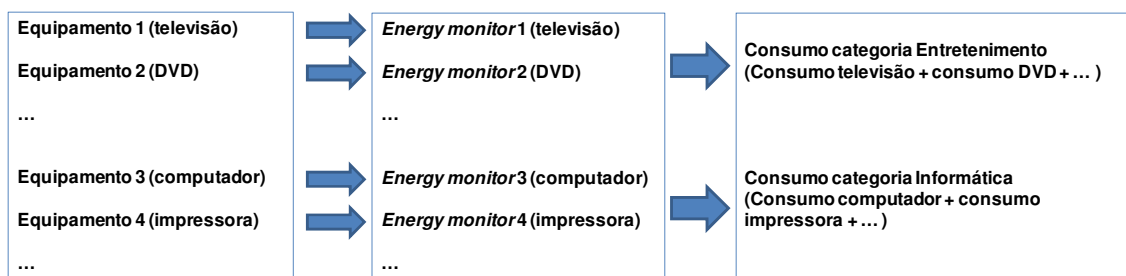 Equipamento 1 (televisão)
Equipamento 2 (DVD)
...
Equipamento 3 (computador)
Equipamento 4 (impressora)
...
Energy monitor 1 (televisão)
Energy monitor 2 (DVD)
...
Energy monitor 3 (computador)
Energy monitor 4 (impressora)
...
Consumo categoria Entretenimento
(Consumo televisão + consumo DVD + ... )
Consumo categoria Informática
(Consumo computador + consumo
impressora + ... )